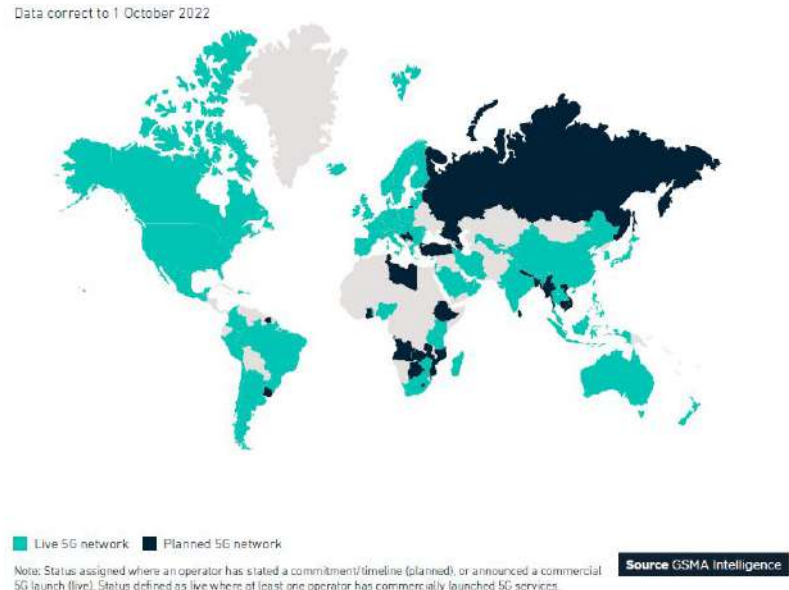 Data correct to 1 October 2022
Live 5G network Planned 5G network
Note: Status assigned where an operator has stated a commitment/timeline (planned), or announced a commercial
5G launch (live). Status defined as live where at least one operator has commercially launched 5G services.
Source GSMA Intelligence